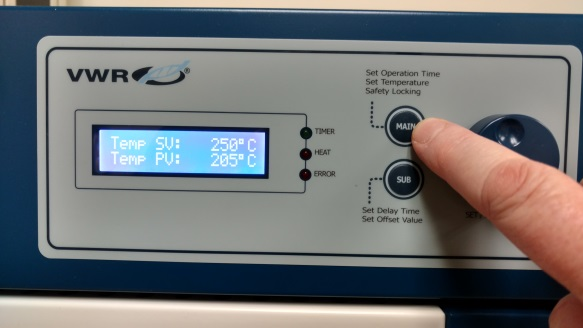 VWR®
Set Operation Time
Set Temperature
Safety Locking
Temp SV: 250°C
Temp PV: 205°C
TIMER
HEAT
ERROR
MAIN
SUB
Set Delay Time
Set Offset Value